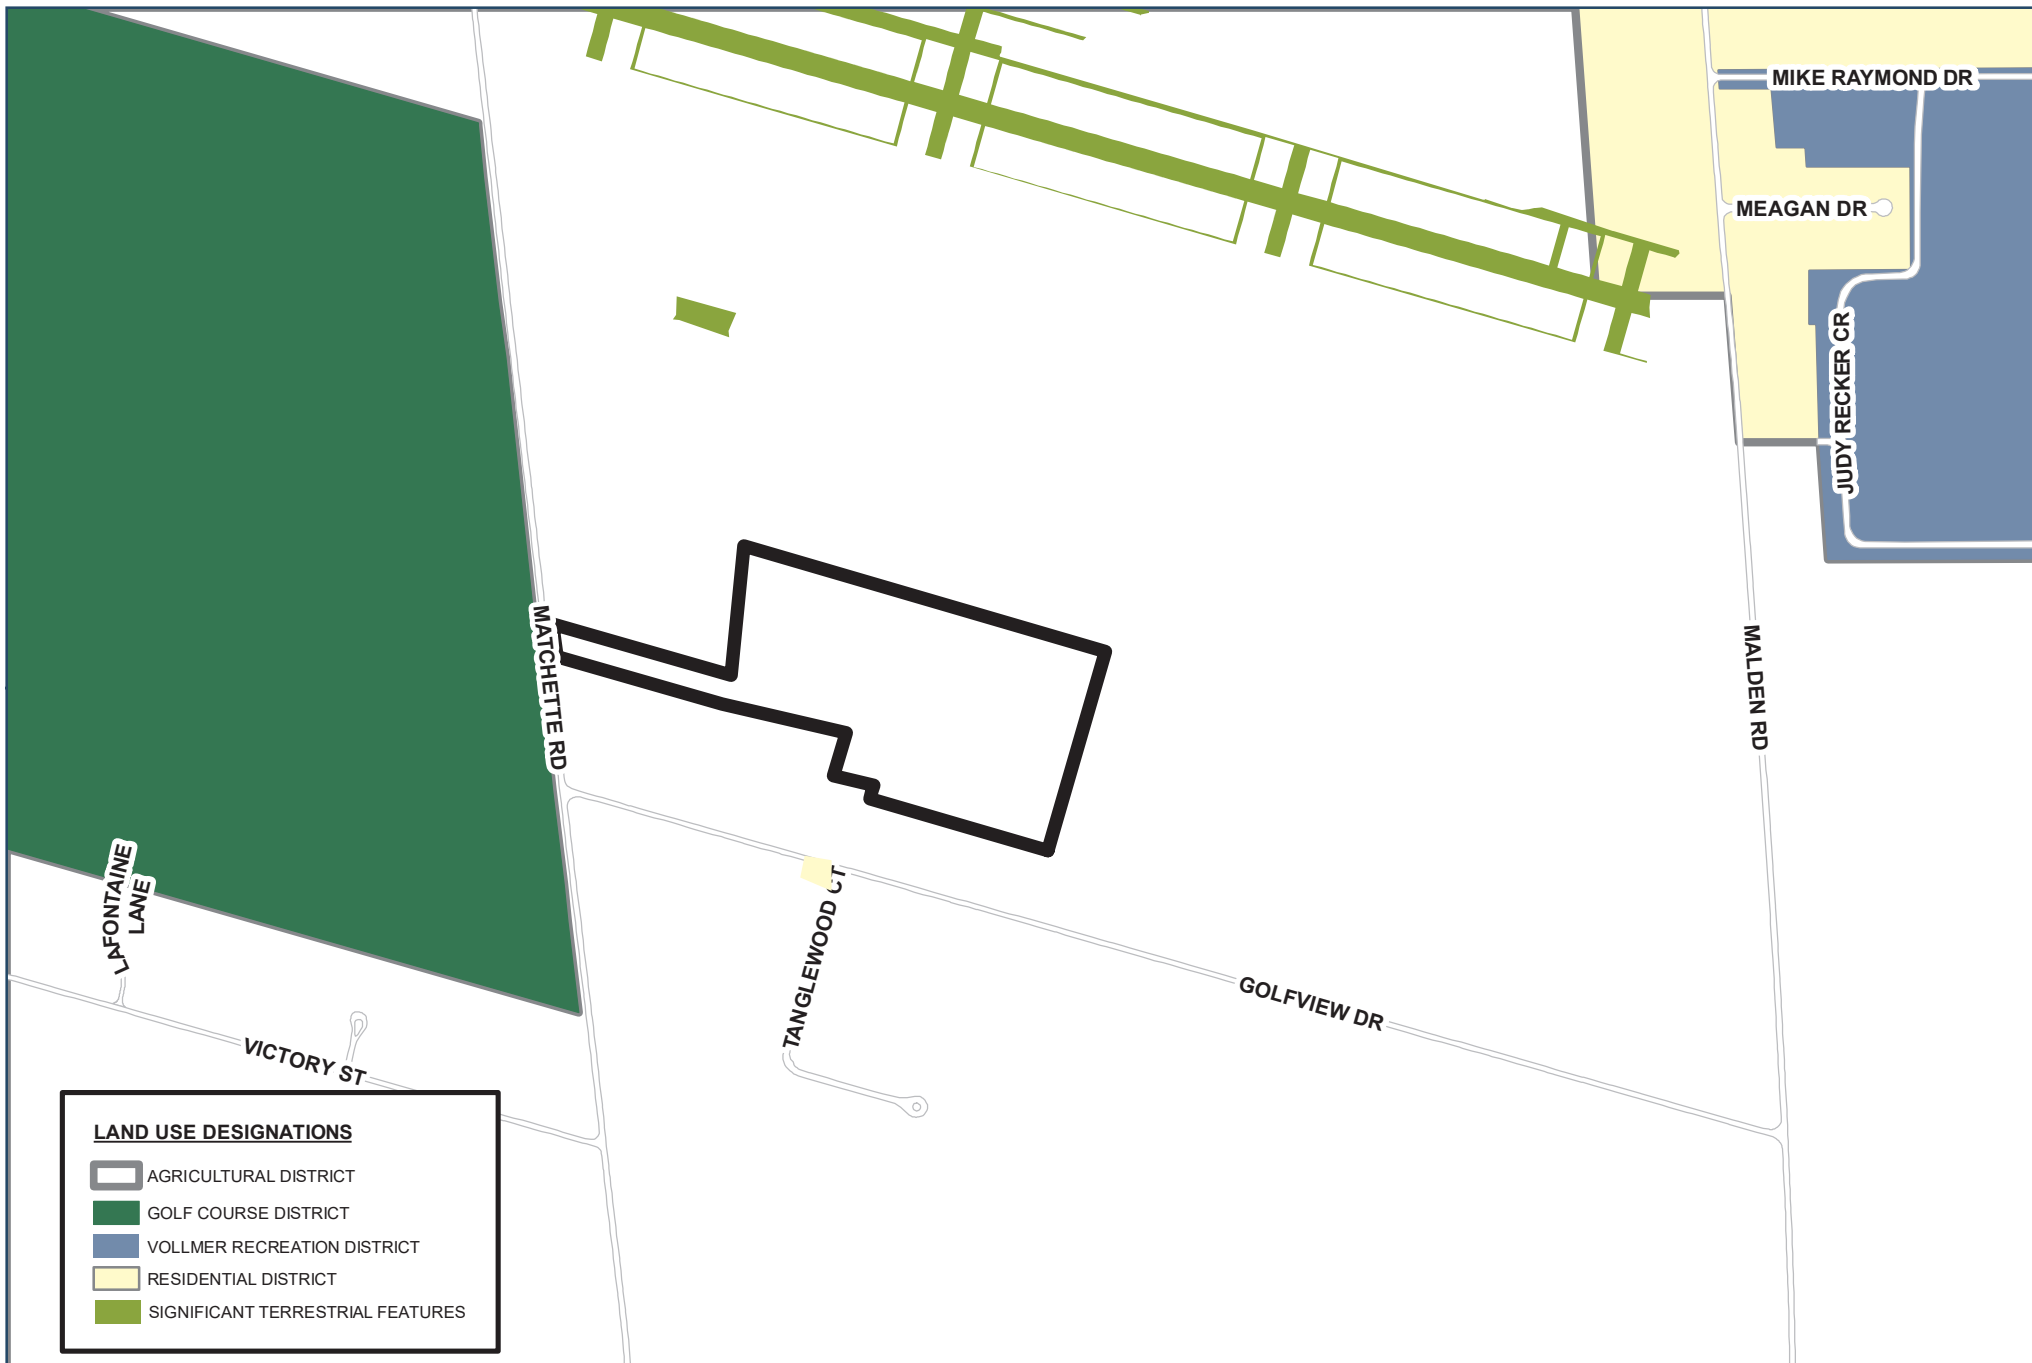 MIKE RAYMOND DR
MEAGAN DR
JUDY RECKER CR
MATCHETTE RD
MALDEN RD
LAFONTAINE
LANE
TANGLEWOOD CT
GOLFVIEW DR
VICTORY ST
LAND USE DESIGNATIONS
AGRICULTURAL DISTRICT
GOLF COURSE DISTRICT
VOLLMER RECREATION DISTRICT
RESIDENTIAL DISTRICT
SIGNIFICANT TERRESTRIAL FEATURES